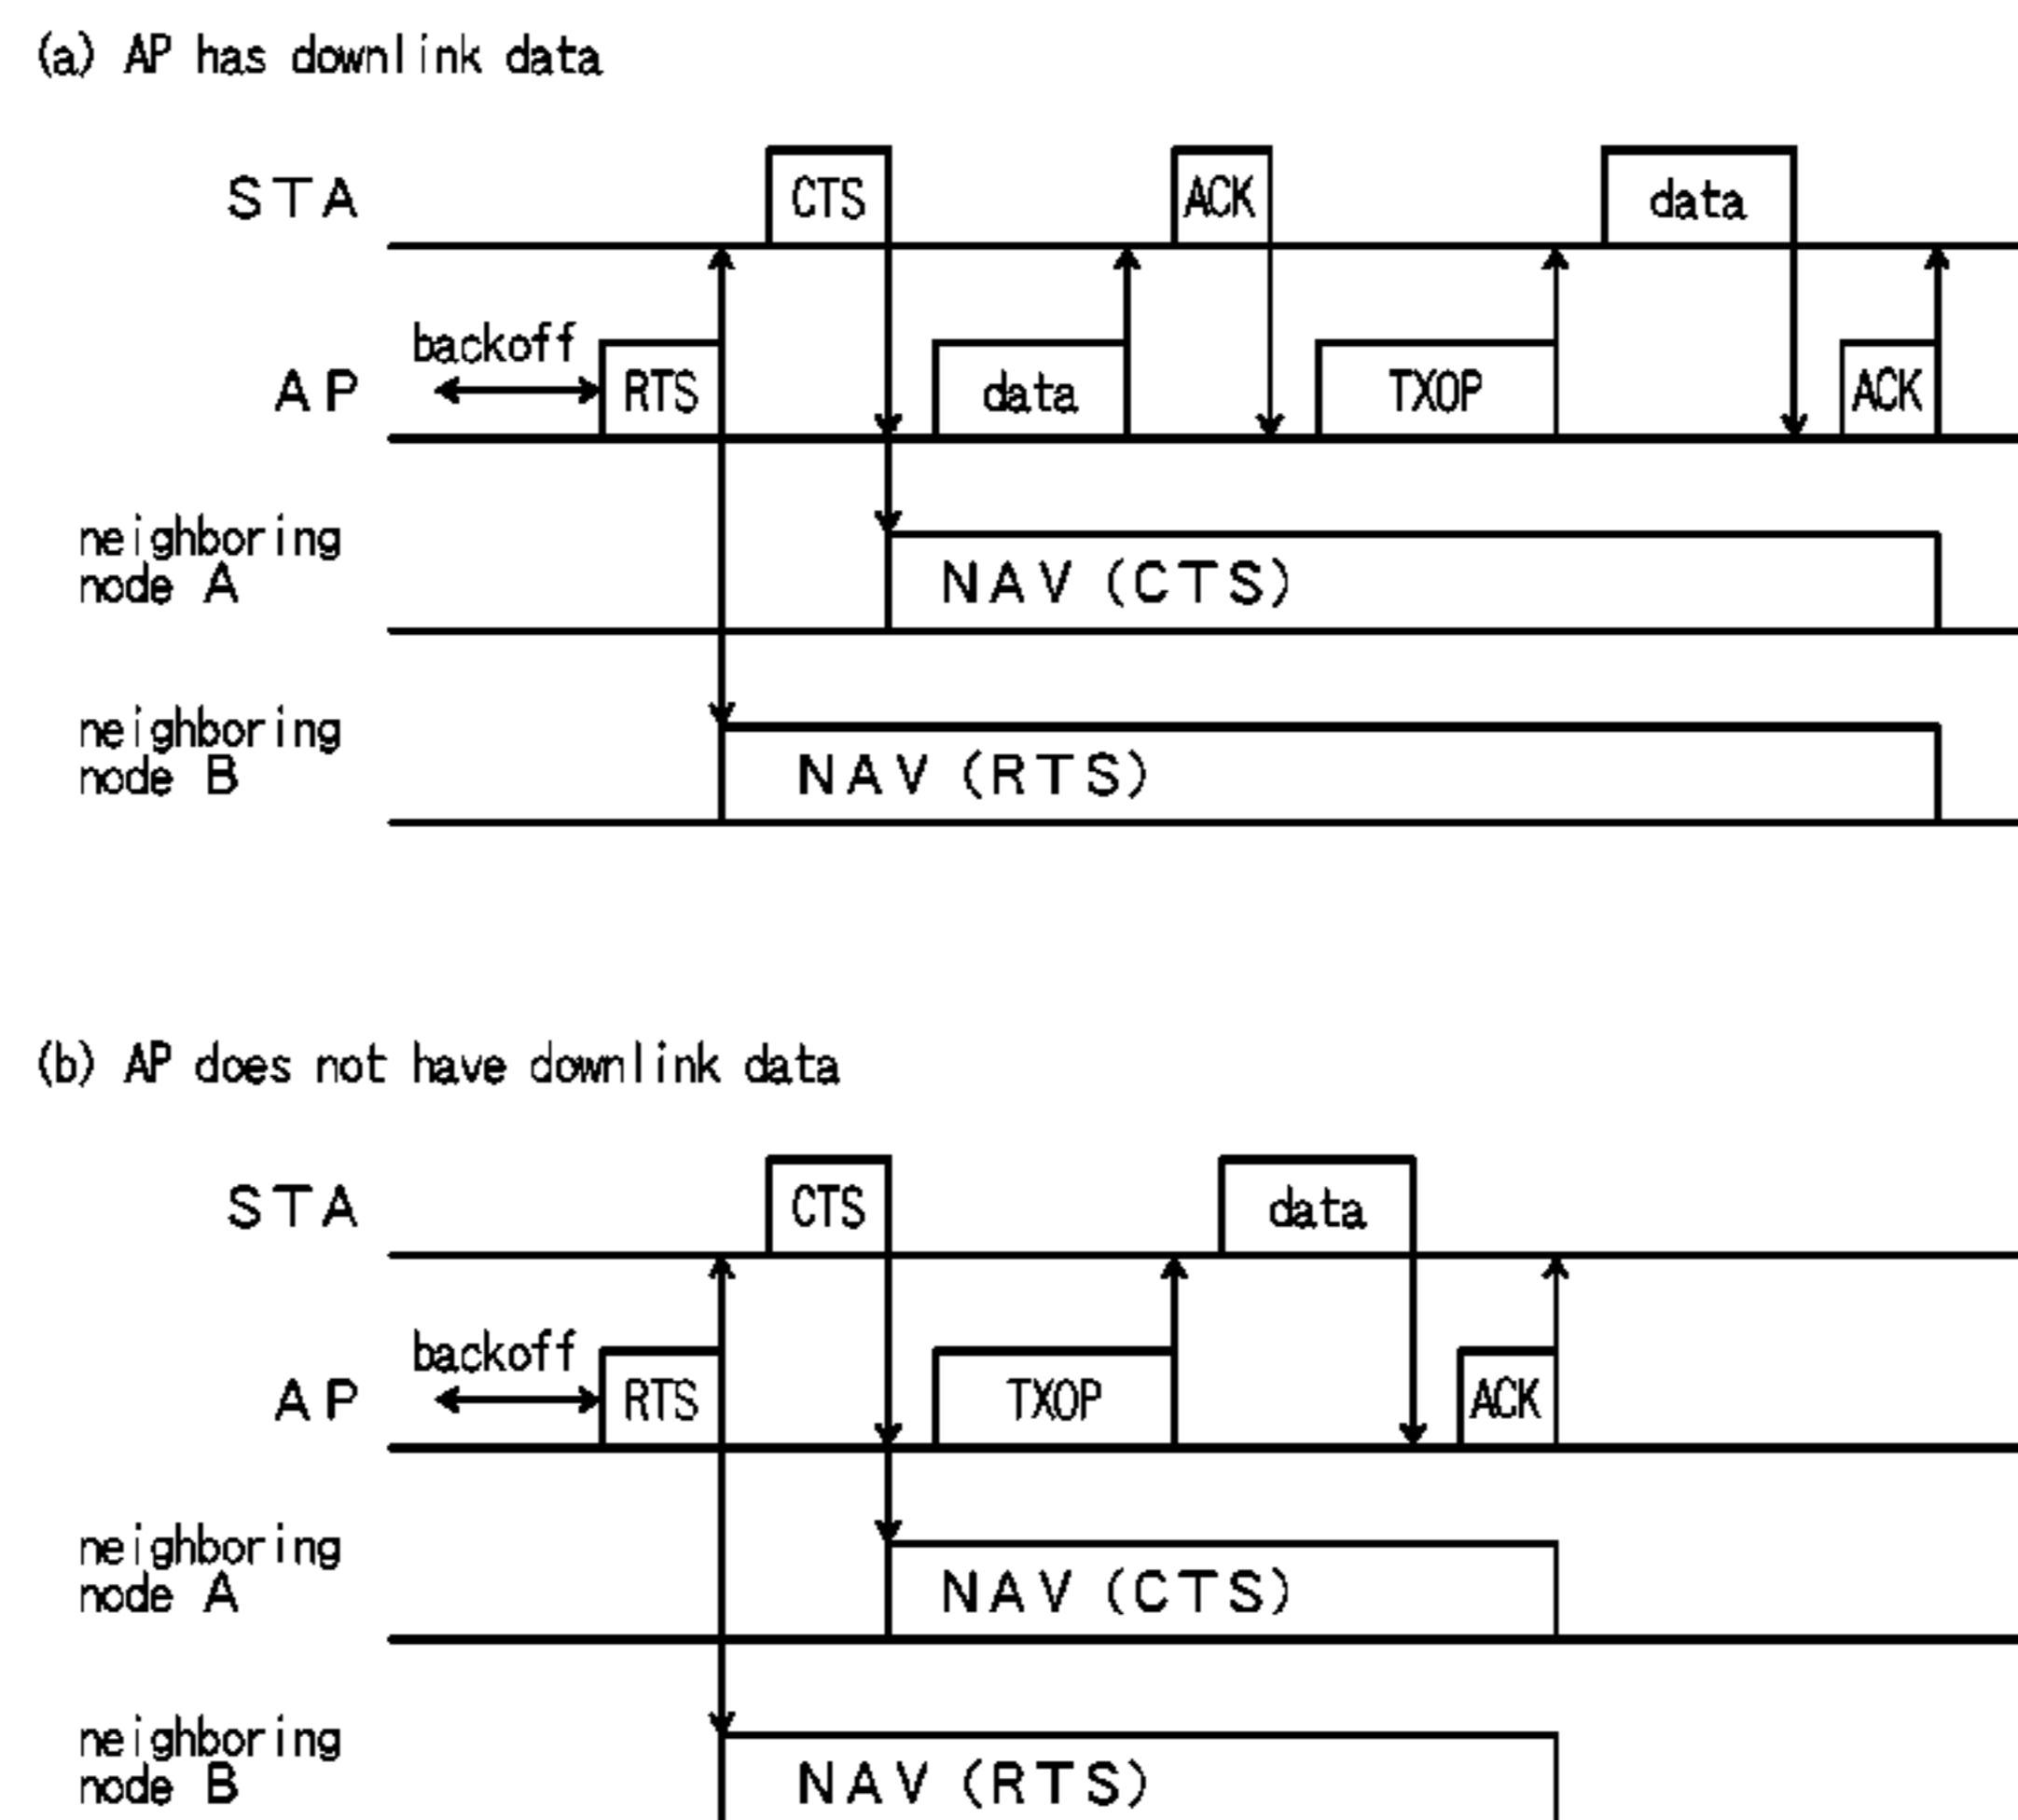 (a) AP has downlink data
CTS ACK data
STA
backoff
AP RTS data TXOP ACK
neighboring
node A
NAV (CTS)
neighboring
node B
NAV (RTS)
(b) AP does not have downlink data
CTS data
STA
backoff
AP RTS TXOP ACK
neighboring
node A
NAV (CTS)
neighboring
node B
NAV (RTS)